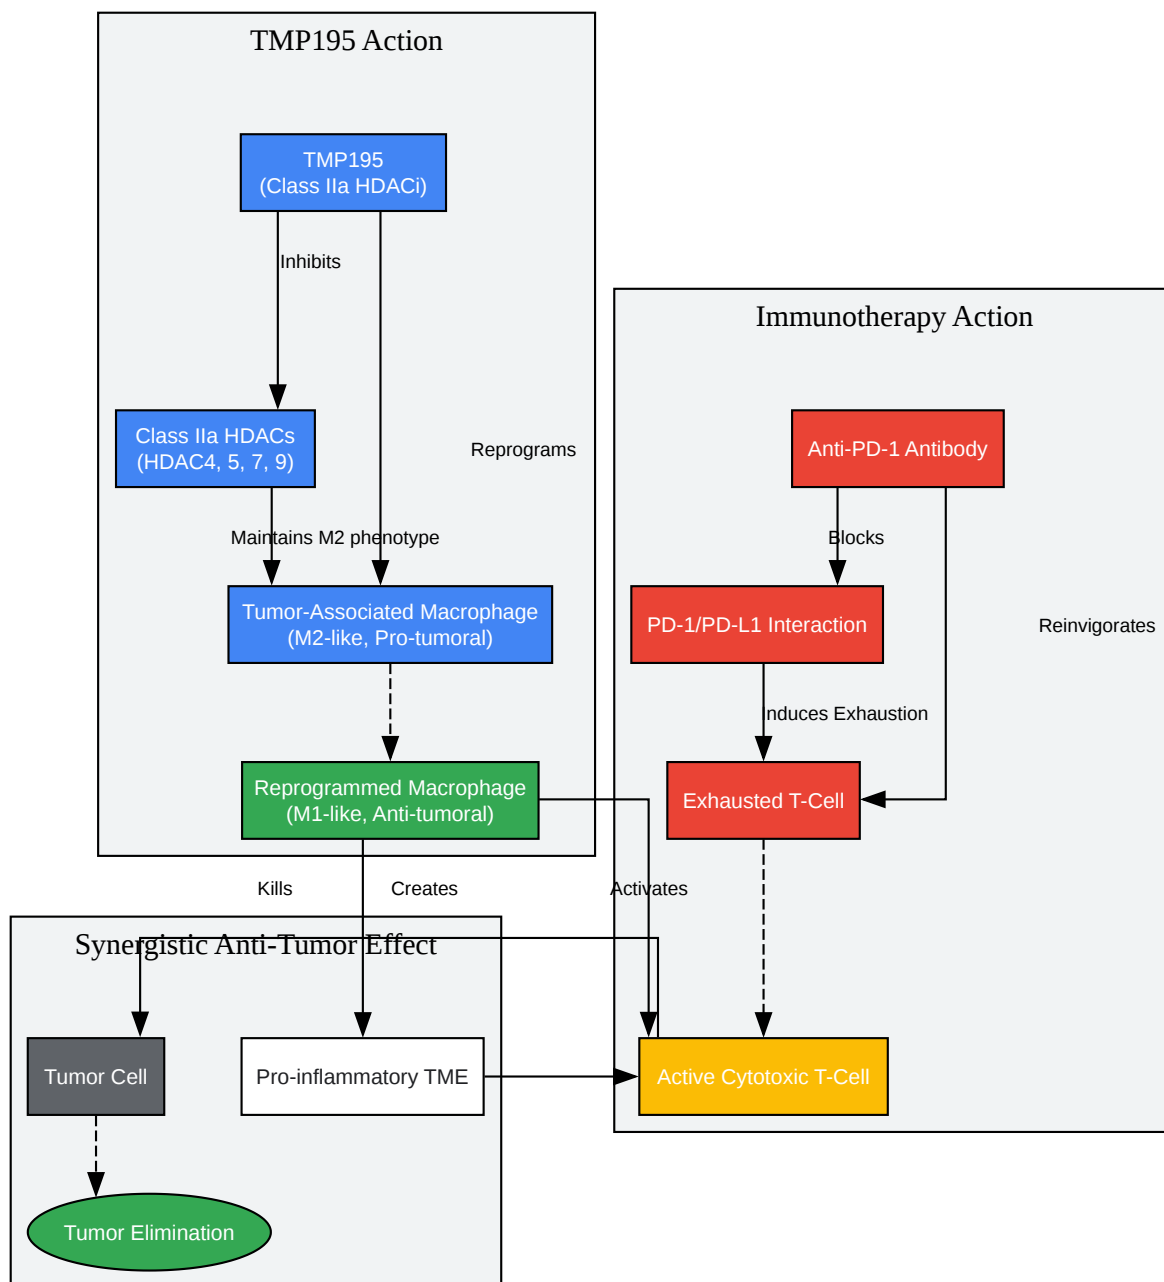 TMP195 Action
TMP195
(Class IIa HDACi)
Inhibits
Immunotherapy Action
Class IIa HDACs
(HDAC4, 5, 7, 9)
Reprograms
Anti-PD-1 Antibody
Maintains M2 phenotype
Blocks
Tumor-Associated Macrophage
(M2-like, Pro-tumoral)
PD-1/PD-L1 Interaction
Reinvigorates
Induces Exhaustion
Reprogrammed Macrophage
(M1-like, Anti-tumoral)
Exhausted T-Cell
Kills
Creates
Activates
Synergistic Anti-Tumor Effect
Tumor Cell
Pro-inflammatory TME
Active Cytotoxic T-Cell
Tumor Elimination